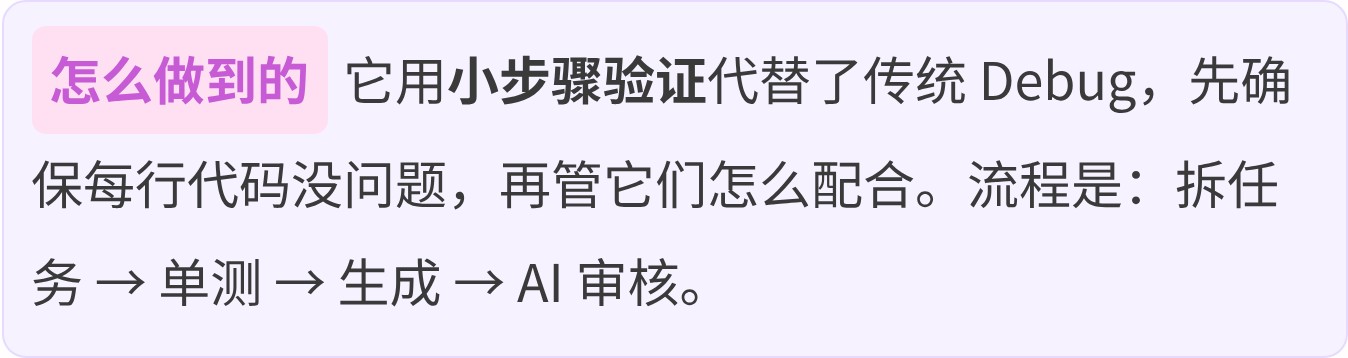 怎么做到的 它用小步骤验证代替了传统 Debug，先确
保每行代码没问题，再管它们怎么配合。流程是：拆任
务 → 单测 → 生成 → AI 审核。